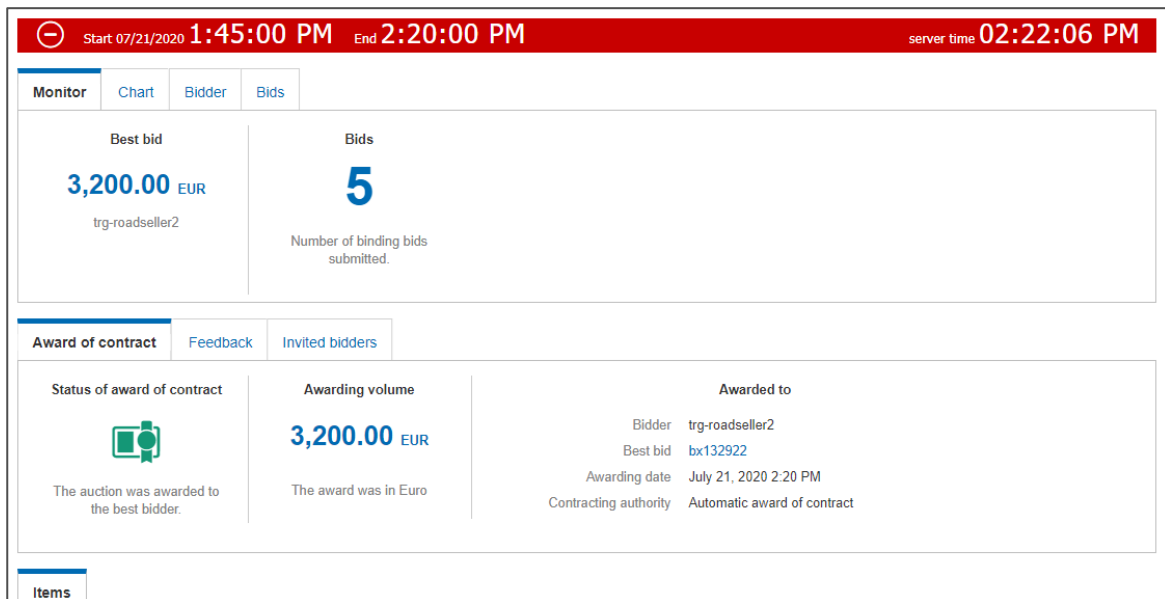 Start 07/21/2020 1:45:00 PM End 2:20:00 PM server time 02:22:06 PM
Monitor Chart Bidder Bids
Best bid
3,200.00 EUR
trg-roadseller2
Bids
5
Number of binding bids
submitted.
Award of contract Feedback Invited bidders
Status of award of contract
The auction was awarded to
the best bidder.
Awarding volume
3,200.00 EUR
The award was in Euro
Awarded to
Bidder trg-roadseller2
Best bid bx132922
Awarding date July 21, 2020 2:20 PM
Contracting authority Automatic award of contract
Items